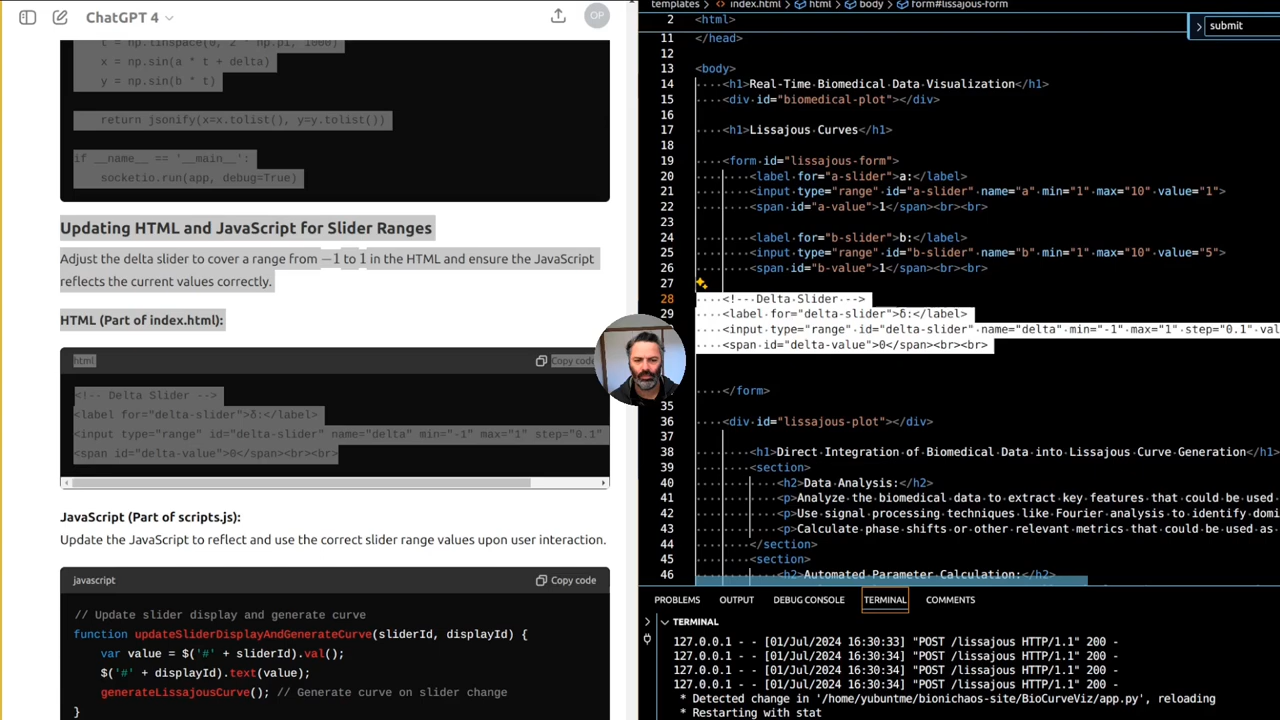 ChatGPT 4
OP
t = np.linspace(0, 2 * np.pi, 1000)
x = np.sin(a * t + delta)
y = np.sin(b * t)
return jsonify(x=x.tolist(), y=y.tolist())
if __name__ == '__main__':
socketio.run(app, debug=True)
Updating HTML and JavaScript for Slider Ranges
Adjust the delta slider to cover a range from −1 to 1 in the HTML and ensure the JavaScript
reflects the current values correctly.
HTML (Part of index.html):
html
Copy code
<!-- Delta Slider -->
<label for="delta-slider">δ:</label>
<input type="range" id="delta-slider" name="delta" min="-1" max="1" step="0.1"
<span id="delta-value">0</span><br><br>
JavaScript (Part of scripts.js):
Update the JavaScript to reflect and use the correct slider range values upon user interaction.
javascript
Copy code
// Update slider display and generate curve
function updateSliderDisplayAndGenerateCurve(sliderId, displayId) {
var value = $('#' + sliderId).val();
$('#' + displayId).text(value);
generateLissajousCurve(); // Generate curve on slider change
}
templates > index.html > html > body > form#lissajous-form
submit
2 <html>
11 </head>
12
13 <body>
14 <h1>Real-Time Biomedical Data Visualization</h1>
15 <div id="biomedical-plot"></div>
16
17 <h1>Lissajous Curves</h1>
18
19 <form id="lissajous-form">
20 <label for="a-slider">a:</label>
21 <input type="range" id="a-slider" name="a" min="1" max="10" value="1">
22 <span id="a-value">1</span><br><br>
23
24 <label for="b-slider">b:</label>
25 <input type="range" id="b-slider" name="b" min="1" max="10" value="5">
26 <span id="b-value">1</span><br><br>
27
28 <!-- Delta Slider -->
29 <label for="delta-slider">δ:</label>
<input type="range" id="delta-slider" name="delta" min="-1" max="1" step="0.1"
<span id="delta-value">0</span><br><br>
</form>
35
36 <div id="lissajous-plot"></div>
37
38 <h1>Direct Integration of Biomedical Data into Lissajous Curve Generation</h1>
39 <section>
40 <h2>Data Analysis:</h2>
41 <p>Analyze the biomedical data to extract key features that could be used
42 <p>Use signal processing techniques like Fourier analysis to identify
43 <p>Calculate phase shifts or other relevant metrics that could be used as
44 </section>
45 <section>
46 <h2>Automated Parameter Calculation:</h2>
PROBLEMS OUTPUT DEBUG CONSOLE TERMINAL COMMENTS
TERMINAL
127.0.0.1 - - [01/Jul/2024 16:30:33] "POST /lissajous HTTP/1.1" 200 -
127.0.0.1 - - [01/Jul/2024 16:30:34] "POST /lissajous HTTP/1.1" 200 -
127.0.0.1 - - [01/Jul/2024 16:30:34] "POST /lissajous HTTP/1.1" 200 -
127.0.0.1 - - [01/Jul/2024 16:30:34] "POST /lissajous HTTP/1.1" 200 -
* Detected change in '/home/yubuntme/bionichaos-site/BioCurveViz/app.py', reloading
* Restarting with stat